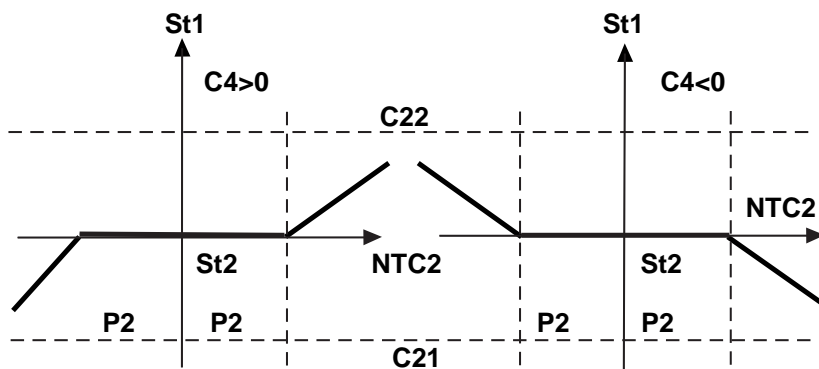 St1 St1
C4>0 C4<0
C22
NTC2
St2 NTC2 St2
P2 P2 P2 P2
C21